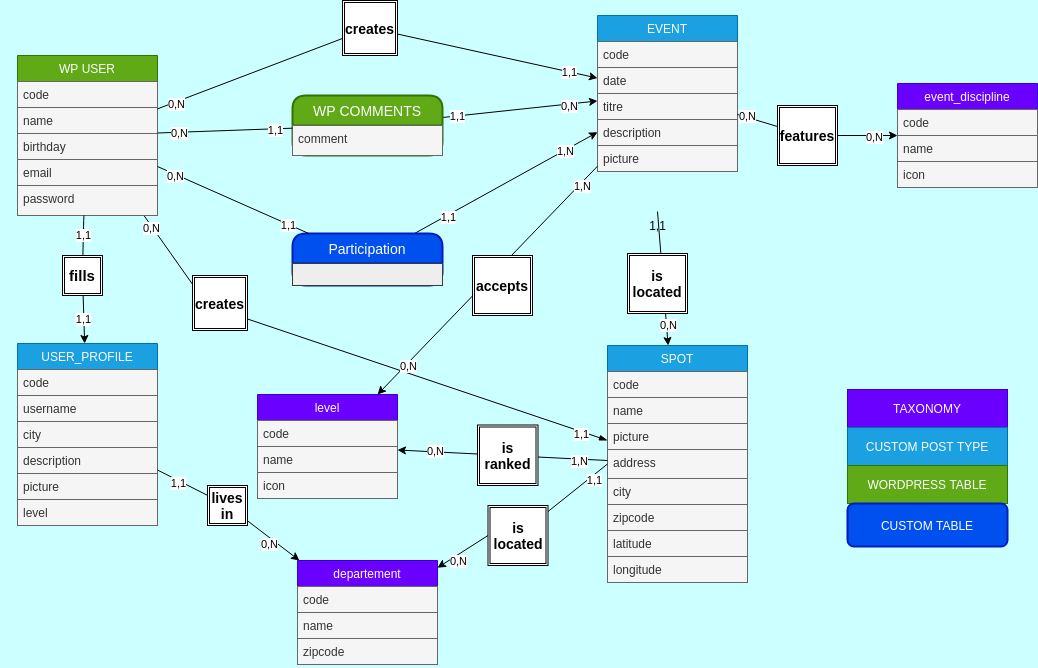 creates
0,N
1,1
WP USER
code
name
birthday
email
password
WP COMMENTS
comment
0,N
1,1
1,1
0,N
EVENT
code
date
titre
description
picture
0,N
features
0,N
event_discipline
code
name
icon
Participation
0,N
1,1
1,1
1,N
1,1
fills
1,1
0,N
creates
1,1
1,N
accepts
0,N
1,1
is
located
0,N
USER_PROFILE
code
username
city
description
picture
level
level
code
name
icon
SPOT
code
name
picture
address
city
zipcode
latitude
longitude
0,N
is
ranked
1,N
1,1
is
located
0,N
1,1
lives
in
0,N
departement
code
name
zipcode
TAXONOMY
CUSTOM POST TYPE
WORDPRESS TABLE
CUSTOM TABLE